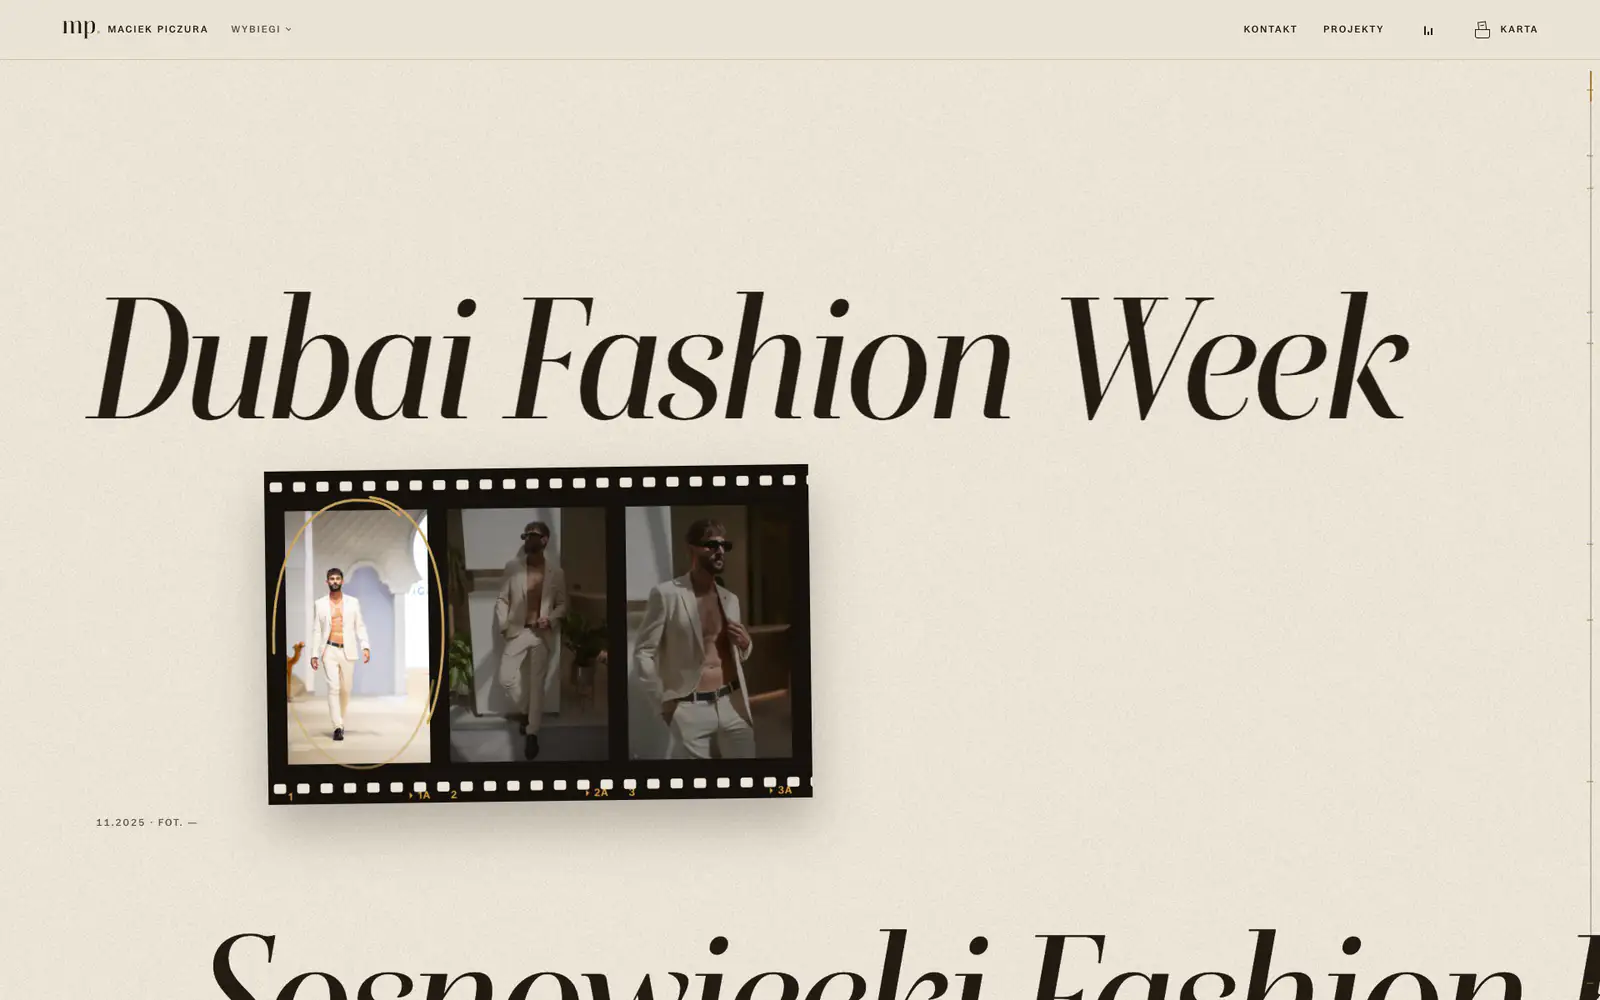 mp. MACIEK PICZURA WYBIEGI KONTAKT PROJEKTY KARTA
Dubai Fashion Week
1 1A 2 2A 3 3A
11.2025 · FOT. —
Sosnowiecki Fashion